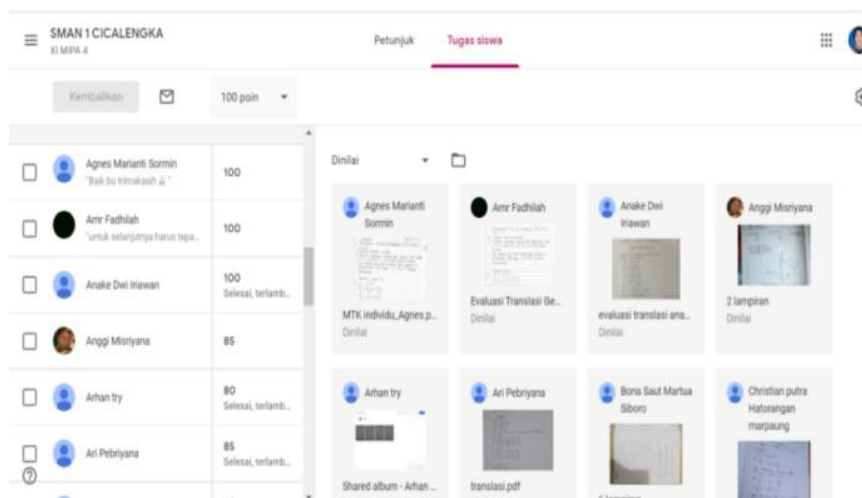 SMAN 1 CICALENGKA
XI MIPA 4
Petunjuk
Tugas siswa
Kembalikan
100 poin
Agnes Marianti Sormin
"Baik bu trimakasih 🙏"
100
Amr Fadhilah
"untuk selanjutnya harus tepa...
100
Anake Dwi Iriawan
100
Selesai, terlamb...
Anggi Misriyana
85
Arhan try
80
Selesai, terlamb...
Ari Pebriyana
85
Selesai, terlamb...
Dinilai
Agnes Marianti
Sormin
MTK individu_Agnes.p...
Dinilai
Amr Fadhilah
Evaluasi Translasi Ge...
Dinilai
Anake Dwi
Iriawan
evaluasi translasi ana...
Dinilai
Anggi Misriyana
2 lampiran
Dinilai
Arhan try
Shared album - Arhan ...
Ari Pebriyana
translasi.pdf
Bona Saut Martua
Siboro
Christian putra
Hatorangan
marpaung